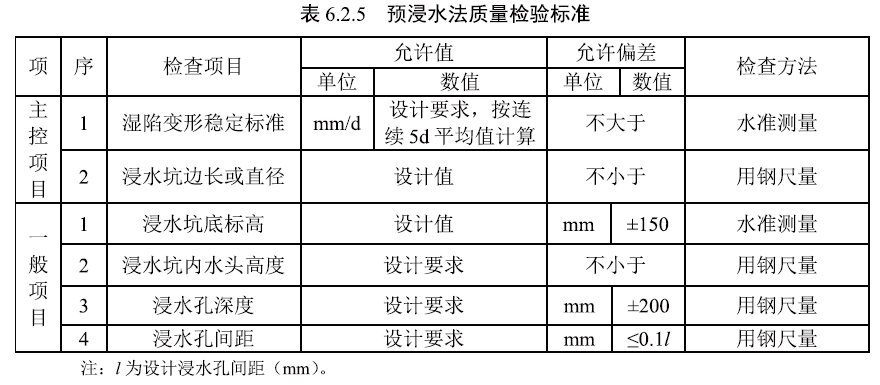 表 6.2.5 预浸水法质量检验标准
项 序 检查项目 允许值 允许偏差 检查方法
单位 数值 单位 数值
主控项目 1 湿陷变形稳定标准 mm/d 设计要求，按连续 5d 平均值计算 不大于 水准测量
2 浸水坑边长或直径 设计值 不小于 用钢尺量
一般项目 1 浸水坑底标高 设计值 mm ±150 水准测量
2 浸水坑内水头高度 设计要求 不小于 用钢尺量
3 浸水孔深度 设计要求 mm ±200 用钢尺量
4 浸水孔间距 设计要求 mm ≤0.1l 用钢尺量
注：l 为设计浸水孔间距（mm）。